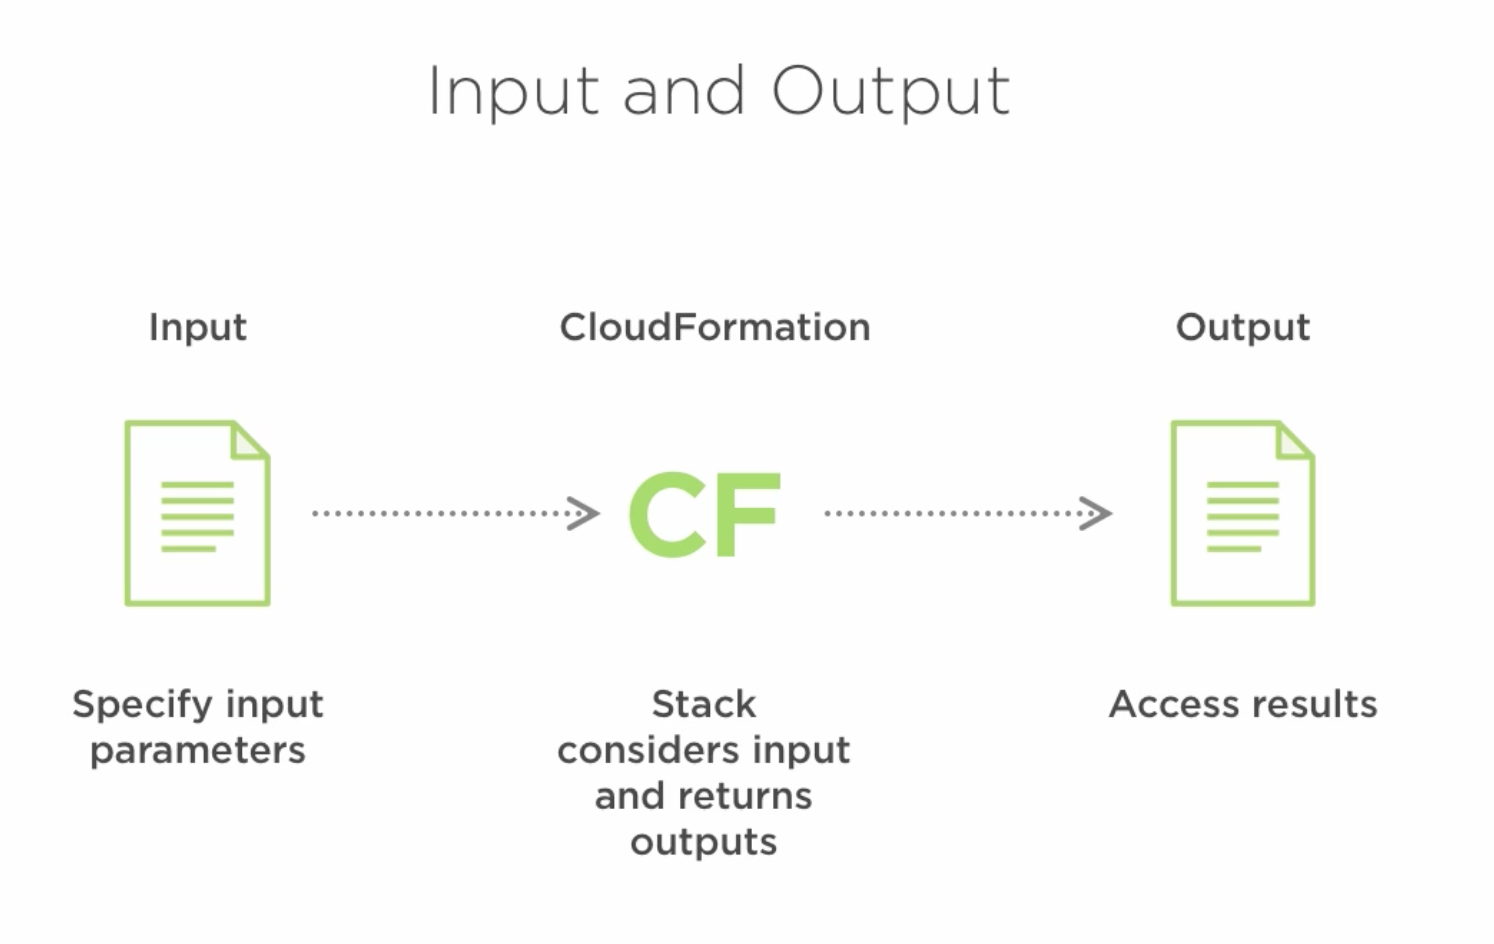 Input and Output
Input
CloudFormation
Output
CF
Specify input
parameters
Stack
considers input
and returns
outputs
Access results